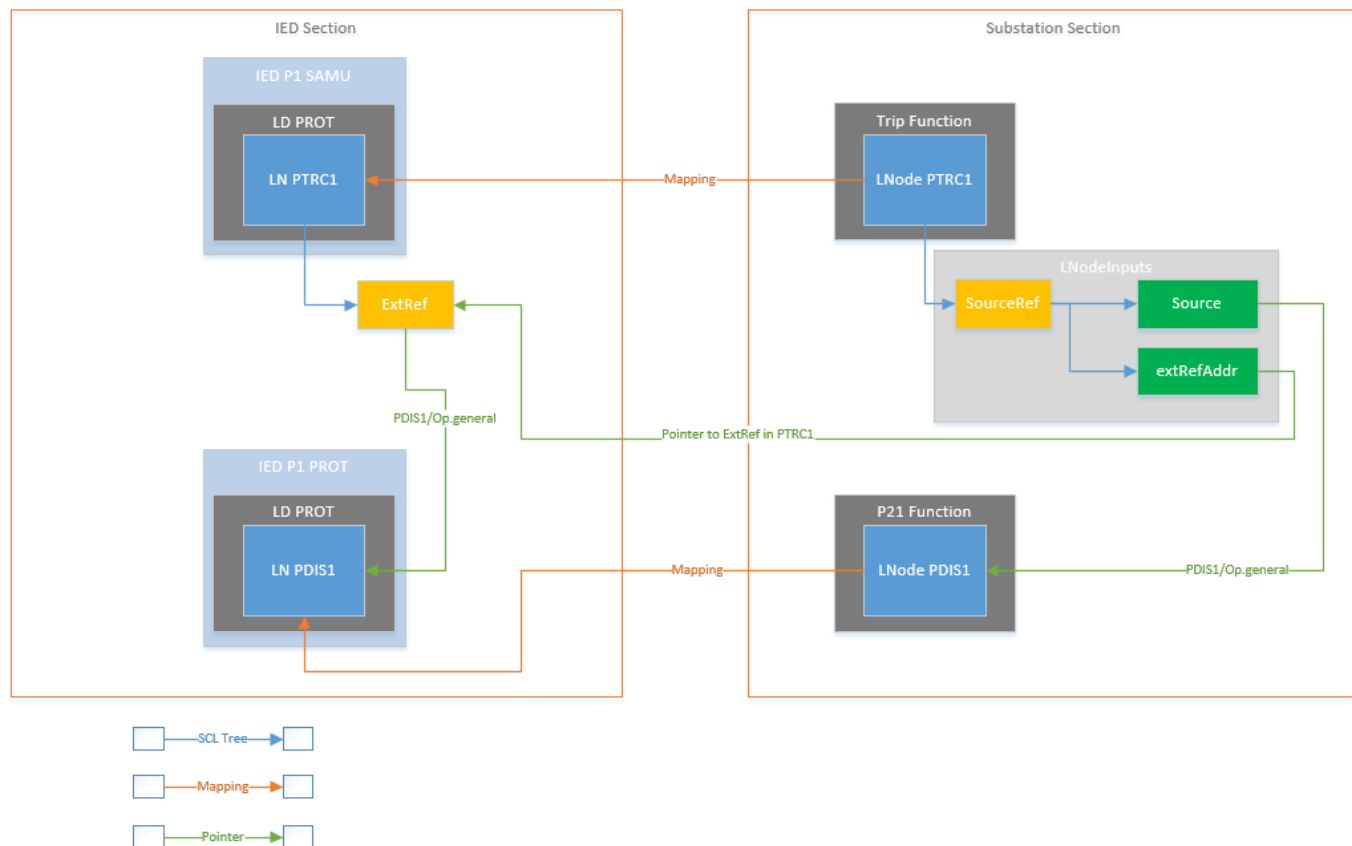 IED Section
IED P1 SAMU
LD PROT
LN PTRC1
ExtRef
PDIS1/Op.general
IED P1 PROT
LD PROT
LN PDIS1
Mapping
Pointer to ExtRef in PTRC1
Mapping
Substation Section
Trip Function
LNode PTRC1
LNodeInputs
SourceRef
Source
extRefAddr
P21 Function
LNode PDIS1
PDIS1/Op.general
SCL Tree
Mapping
Pointer